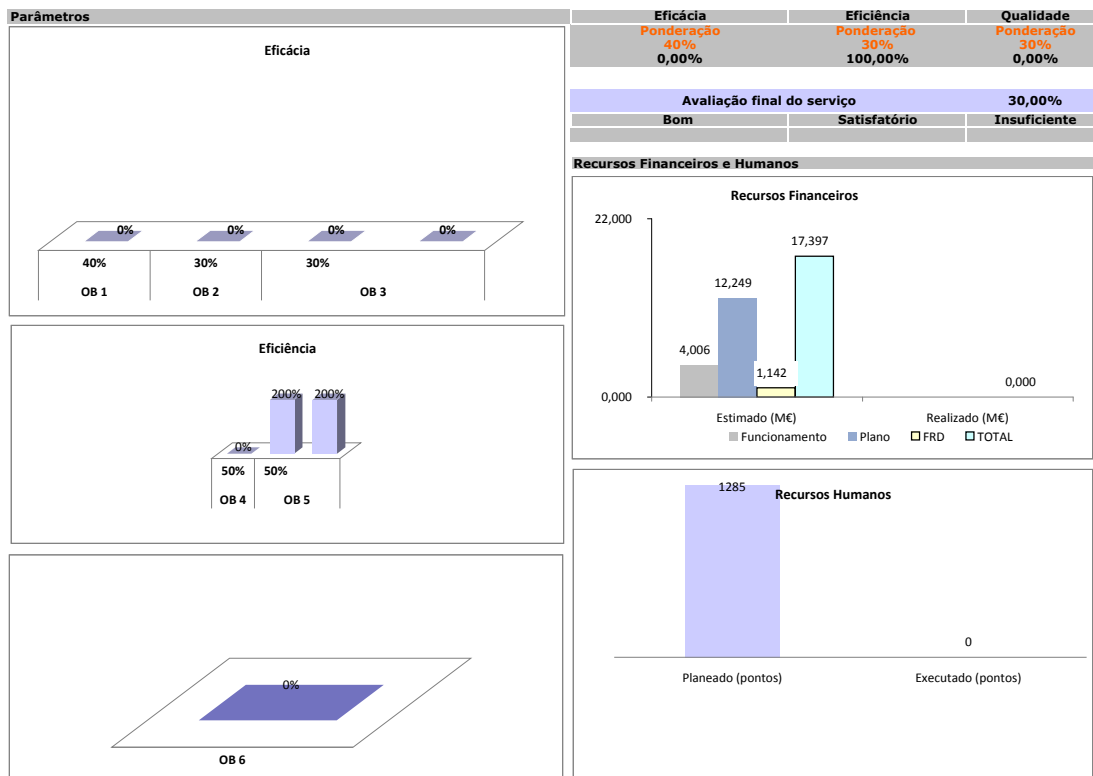 Parâmetros
Eficácia
0% 0% 0% 0%
40% 30% 30%
OB 1 OB 2 OB 3
Eficiência
200% 200%
0%
50% 50%
OB 4 OB 5
0%
OB 6
Eficácia Eficiência Qualidade
Ponderação Ponderação Ponderação
40% 30% 30%
0,00% 100,00% 0,00%
Avaliação final do serviço 30,00%
Bom Satisfatório Insuficiente
Recursos Financeiros e Humanos
Recursos Financeiros
22,000
17,397
12,249
4,006
1,142
0,000
0,000
Estimado (M€) Realizado (M€)
Funcionamento Plano FRD TOTAL
1285
Recursos Humanos
0
Planeado (pontos) Executado (pontos)